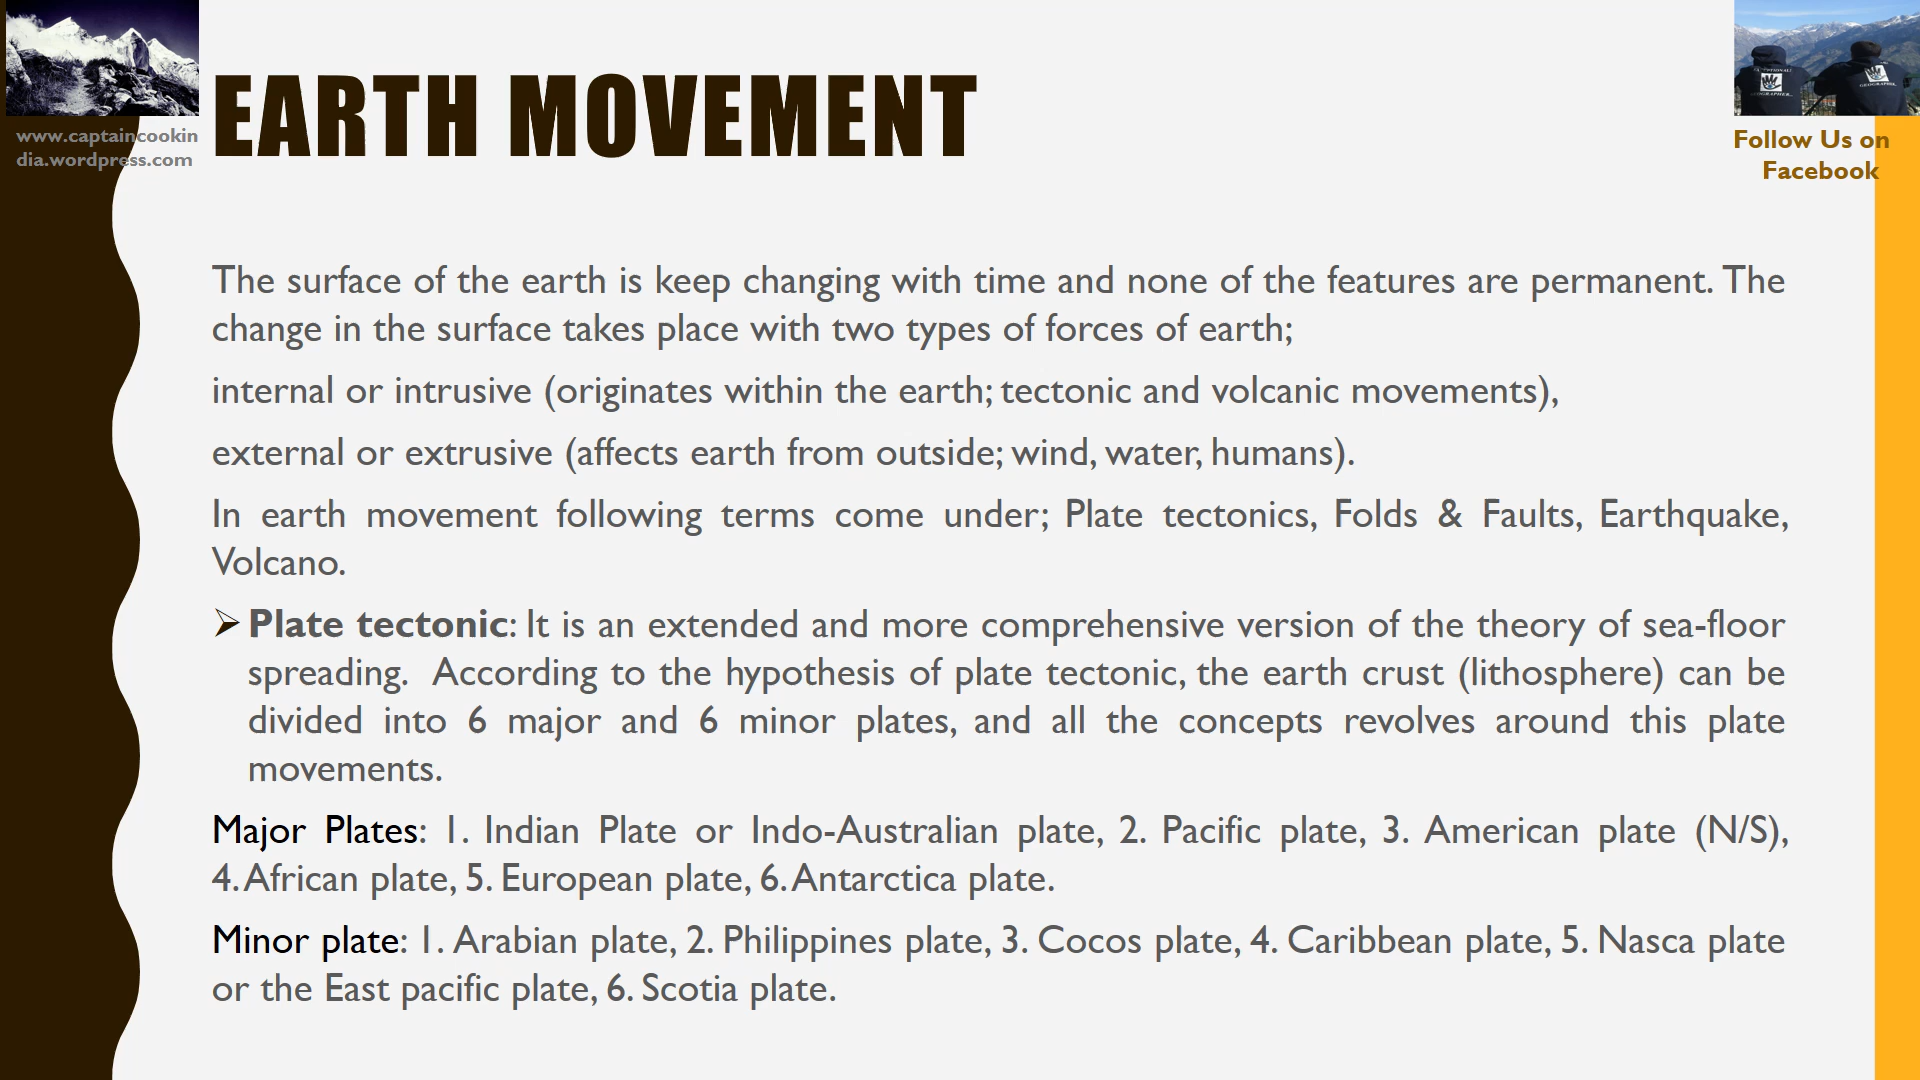 www.captaincookin
dia.wordpress.com
EARTH MOVEMENT
Follow Us on
Facebook
The surface of the earth is keep changing with time and none of the features are permanent. The
change in the surface takes place with two types of forces of earth;
internal or intrusive (originates within the earth; tectonic and volcanic movements),
external or extrusive (affects earth from outside; wind, water, humans).
In earth movement following terms come under; Plate tectonics, Folds & Faults, Earthquake,
Volcano.
➢ Plate tectonic: It is an extended and more comprehensive version of the theory of sea-floor
spreading. According to the hypothesis of plate tectonic, the earth crust (lithosphere) can be
divided into 6 major and 6 minor plates, and all the concepts revolves around this plate
movements.
Major Plates: 1. Indian Plate or Indo-Australian plate, 2. Pacific plate, 3. American plate (N/S),
4. African plate, 5. European plate, 6. Antarctica plate.
Minor plate: 1. Arabian plate, 2. Philippines plate, 3. Cocos plate, 4. Caribbean plate, 5. Nasca plate
or the East pacific plate, 6. Scotia plate.